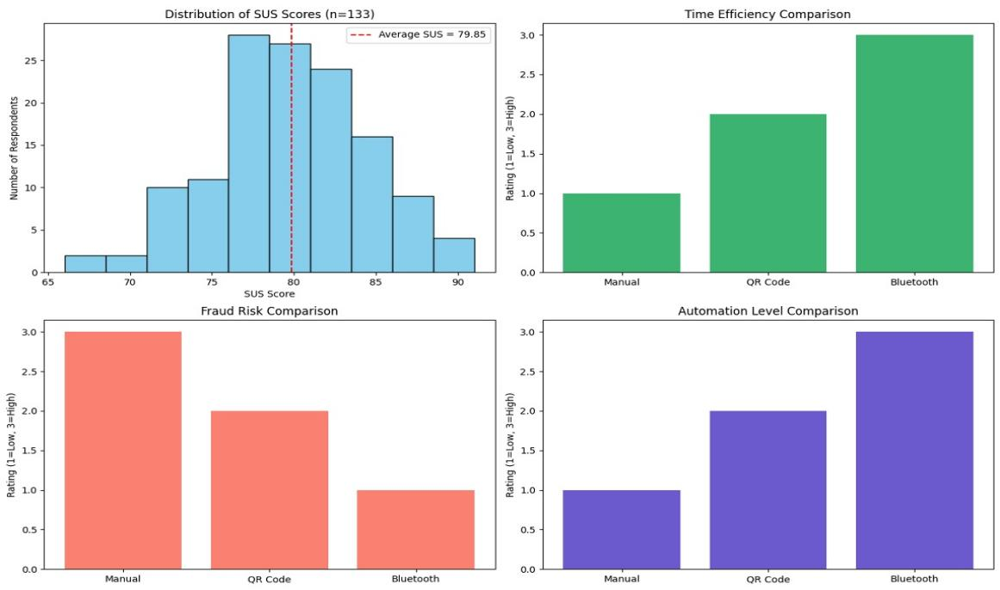 Distribution of SUS Scores (n=133)
Average SUS = 79.85
Number of Respondents
25
20
15
10
5
0
65 70 75 80 85 90
SUS Score
Time Efficiency Comparison
Rating (1=Low, 3=High)
3.0
2.5
2.0
1.5
1.0
0.5
0.0
Manual QR Code Bluetooth
Fraud Risk Comparison
Rating (1=Low, 3=High)
3.0
2.5
2.0
1.5
1.0
0.5
0.0
Manual QR Code Bluetooth
Automation Level Comparison
Rating (1=Low, 3=High)
3.0
2.5
2.0
1.5
1.0
0.5
0.0
Manual QR Code Bluetooth